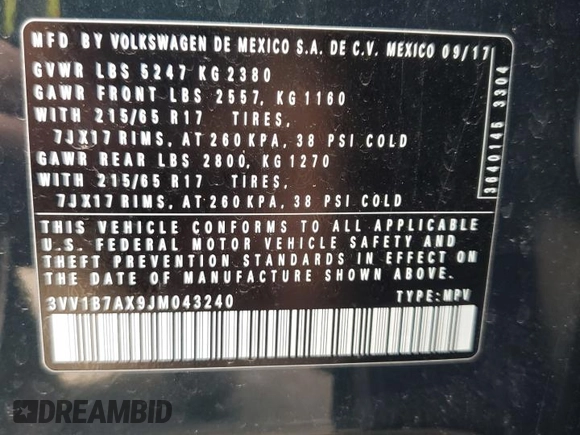 MFD BY VOLKSWAGEN DE MEXICO S.A. DE C.V. MEXICO 09/17
GVWR LBS 5247 KG 2380
GAWR FRONT LBS 2557, KG 1160
WITH 215/65 R17 TIRES,
7JX17 RIMS, AT 260 KPA, 38 PSI COLD
GAWR REAR LBS 2800, KG 1270
WITH 215/65 R17 TIRES,
7JX17 RIMS, AT 260 KPA, 38 PSI COLD
3040145 3304
THIS VEHICLE CONFORMS TO ALL APPLICABLE
U.S. FEDERAL MOTOR VEHICLE SAFETY AND
THEFT PREVENTION STANDARDS IN EFFECT ON
THE DATE OF MANUFACTURE SHOWN ABOVE.
3VV1B7AX9JM043240 TYPE: MPV
DREAMBID